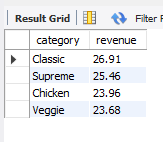 Result Grid Filter
category revenue
Classic 26.91
Supreme 25.46
Chicken 23.96
Veggie 23.68